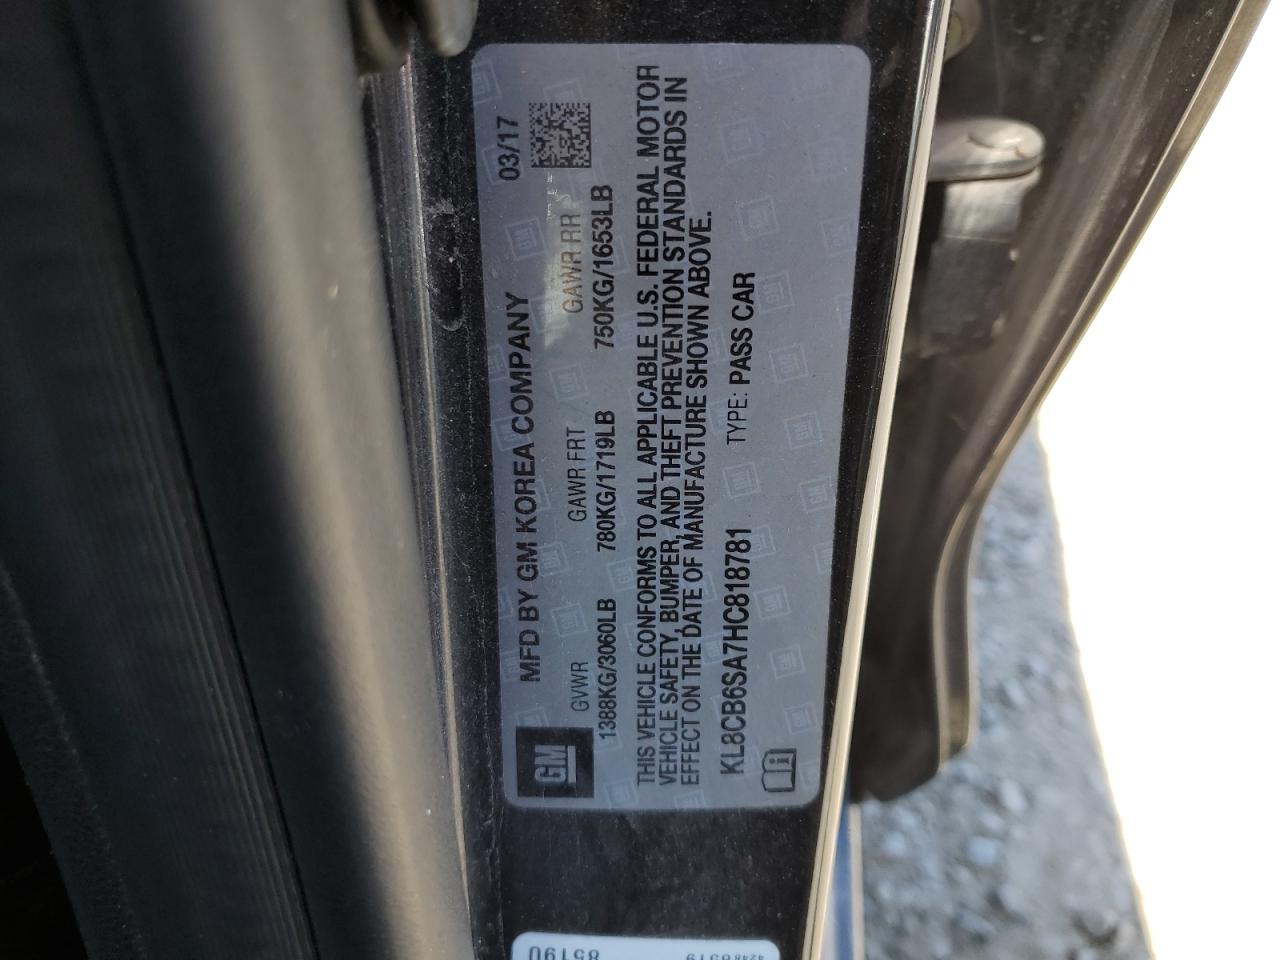 MFD BY GM KOREA COMPANY 03/17
GVWR GAWR FRT GAWR RR
1388KG/3060LB 780KG/1719LB 750KG/1653LB
GM
THIS VEHICLE CONFORMS TO ALL APPLICABLE U.S. FEDERAL MOTOR
VEHICLE SAFETY, BUMPER, AND THEFT PREVENTION STANDARDS IN
EFFECT ON THE DATE OF MANUFACTURE SHOWN ABOVE.
KL8CB6SA7HC818781 TYPE: PASS CAR